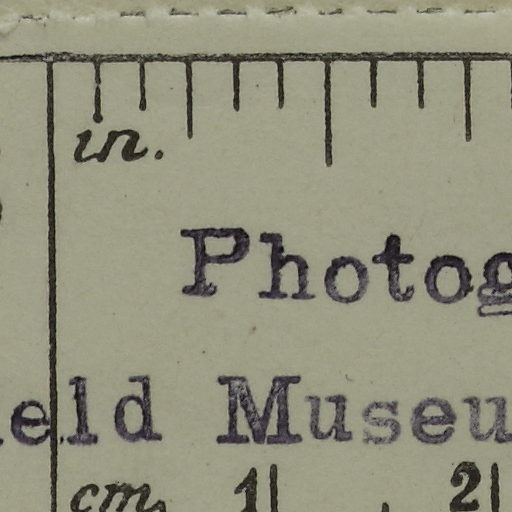 in.
Photog
eld Museu
cm. 1 2